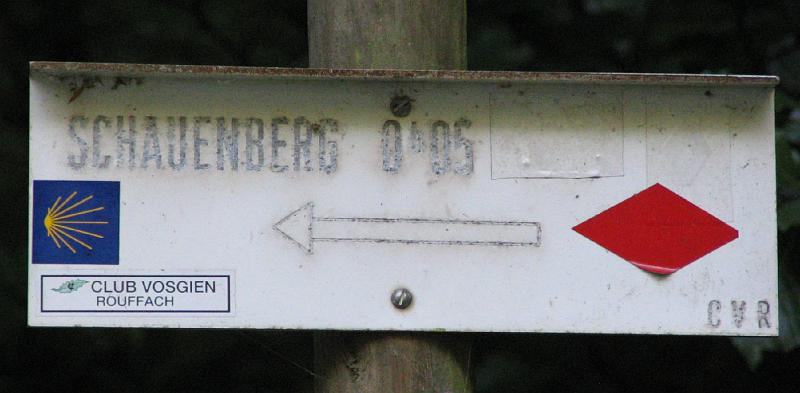 SCHAUENBERG 0ʰ05
CLUB VOSGIEN
ROUFFACH
CVR